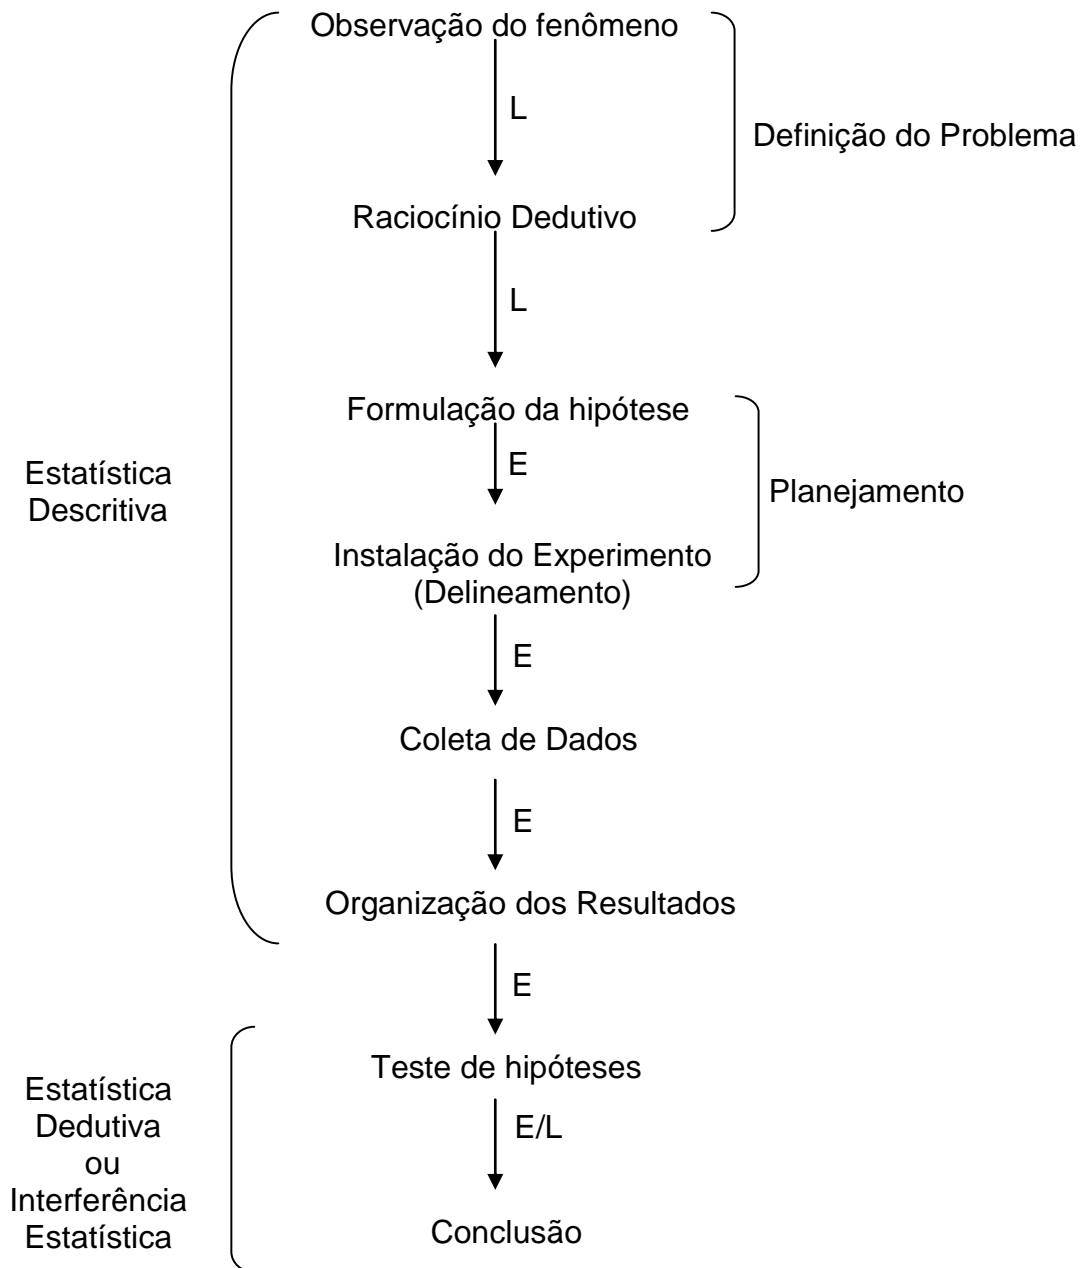 Observação do fenômeno
L
Definição do Problema
Raciocínio Dedutivo
L
Formulação da hipótese
E
Estatística
Descritiva
Planejamento
Instalação do Experimento
(Delineamento)
E
Coleta de Dados
E
Organização dos Resultados
E
Teste de hipóteses
Estatística
Dedutiva
ou
Interferência
Estatística
E/L
Conclusão